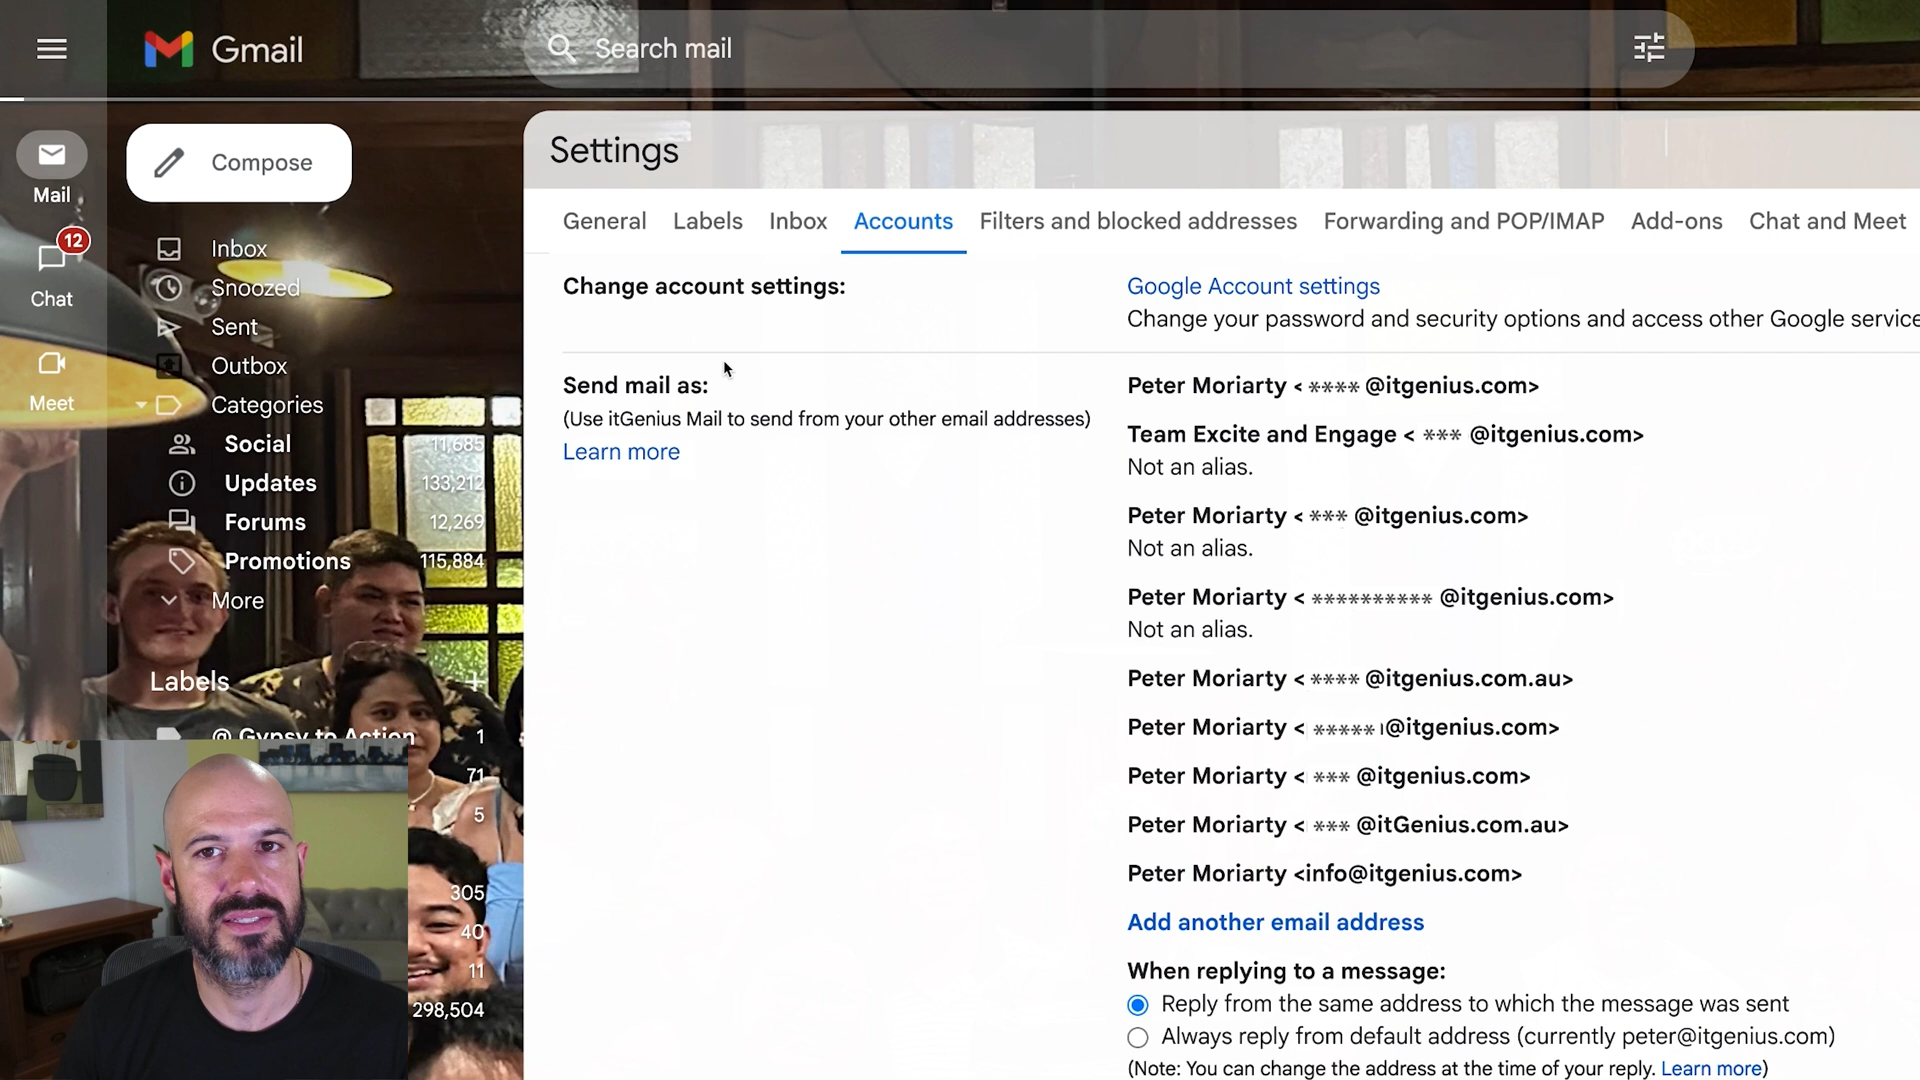 Gmail
Search mail
Compose
Mail
12
Chat
Meet
Inbox
Snoozed
Sent
Outbox
Categories
Social 11,685
Updates 133,212
Forums 12,269
Promotions 115,884
More
Labels
@ Gypsy to Action 1
71
5
305
40
11
298,504
Settings
General Labels Inbox Accounts Filters and blocked addresses Forwarding and POP/IMAP Add-ons Chat and Meet
Change account settings:
Google Account settings
Change your password and security options and access other Google service
Send mail as:
(Use itGenius Mail to send from your other email addresses)
Learn more
Peter Moriarty < **** @itgenius.com>
Team Excite and Engage < *** @itgenius.com>
Not an alias.
Peter Moriarty < *** @itgenius.com>
Not an alias.
Peter Moriarty < ********** @itgenius.com>
Not an alias.
Peter Moriarty < **** @itgenius.com.au>
Peter Moriarty < ***** @itgenius.com>
Peter Moriarty < *** @itgenius.com>
Peter Moriarty < *** @itGenius.com.au>
Peter Moriarty <info@itgenius.com>
Add another email address
When replying to a message:
Reply from the same address to which the message was sent
Always reply from default address (currently peter@itgenius.com)
(Note: You can change the address at the time of your reply. Learn more)